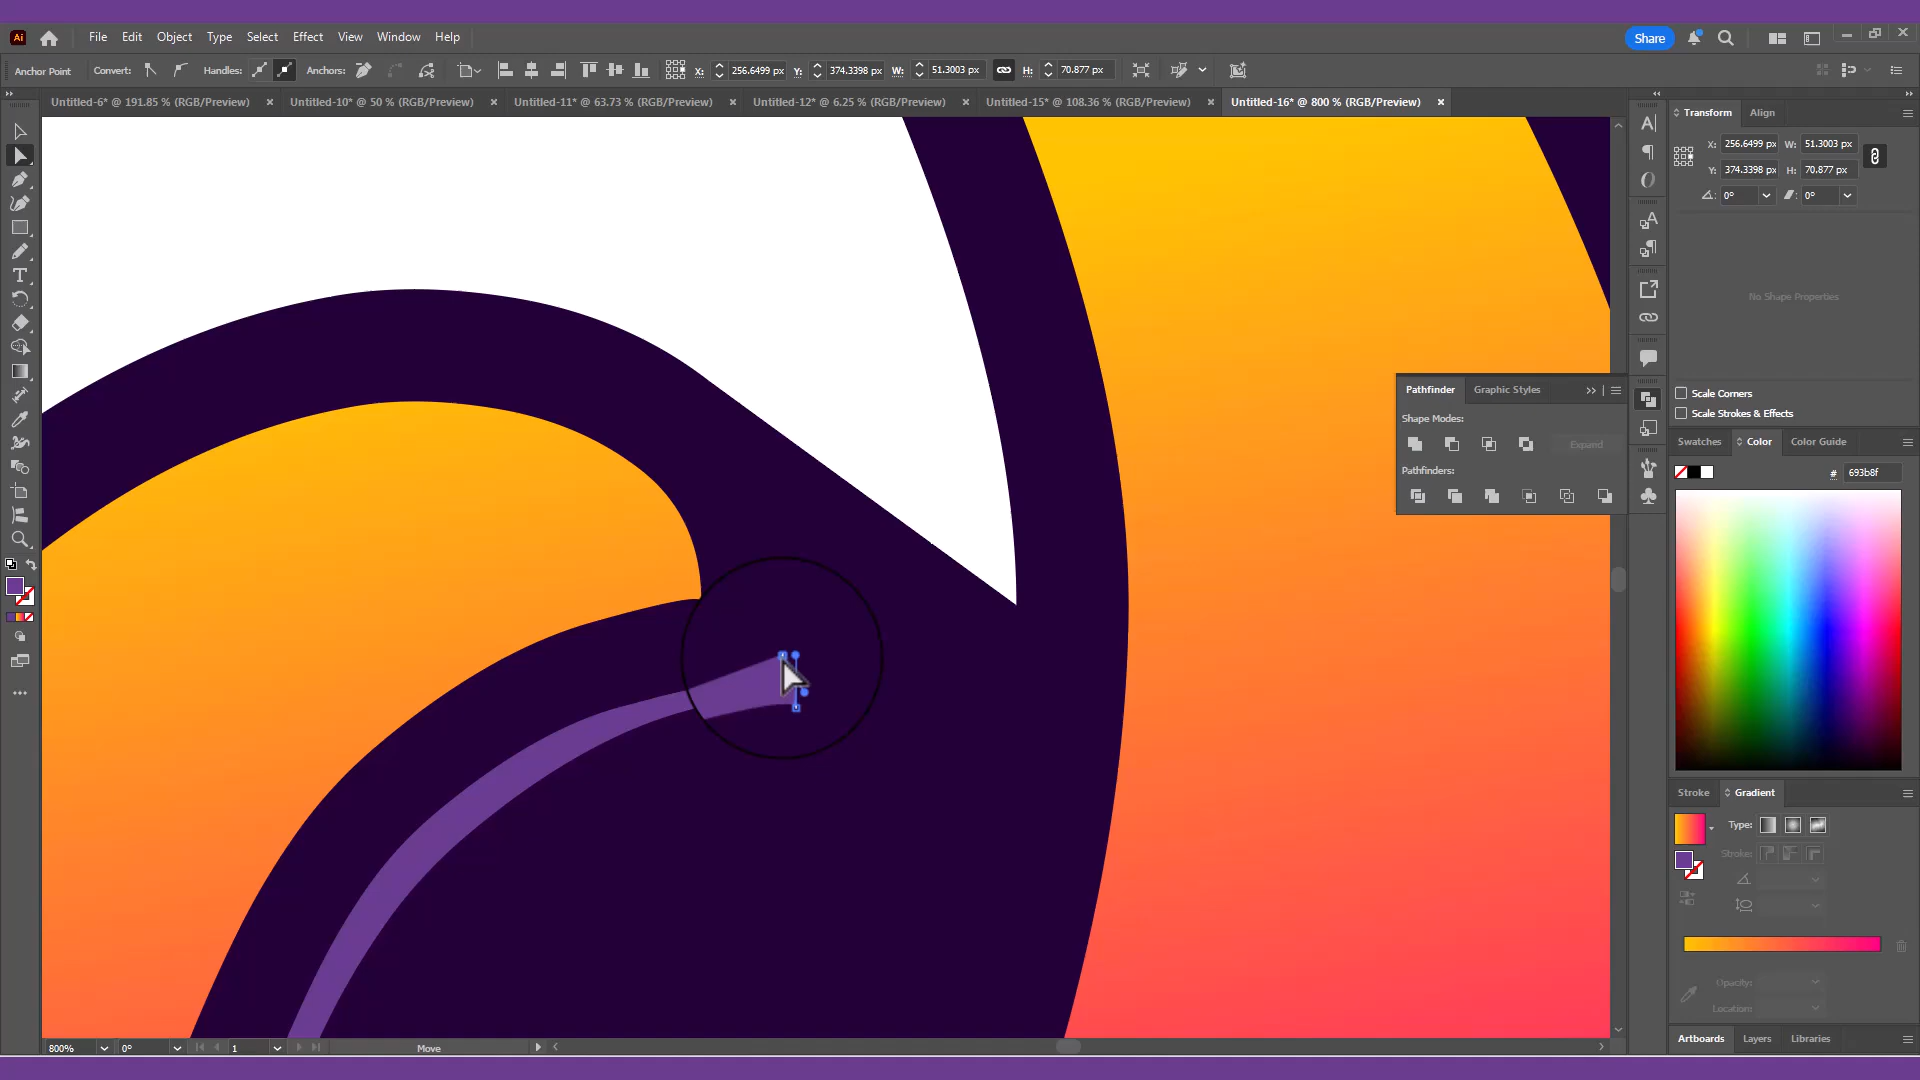 Ai File Edit Object Type Select Effect View Window Help Share
Anchor Point Convert: Handles: Anchors: X: 256.6499 px Y: 374.3398 px W: 51.3003 px H: 70.877 px
Untitled-6* @ 191.85 % (RGB/Preview) Untitled-10* @ 50 % (RGB/Preview) Untitled-11* @ 63.73 % (RGB/Preview) Untitled-12* @ 6.25 % (RGB/Preview) Untitled-15* @ 108.36 % (RGB/Preview) Untitled-16* @ 800 % (RGB/Preview)
Transform Align
X: 256.6499 px W: 51.3003 px
Y: 374.3398 px H: 70.877 px
0° 0°
No Shape Properties
Pathfinder Graphic Styles
Shape Modes:
Expand
Pathfinders:
Scale Corners
Scale Strokes & Effects
Swatches Color Color Guide
# 693b8f
Stroke Gradient
Type:
Stroke:
Opacity:
Location:
Artboards Layers Libraries
800% 0° 1 Move